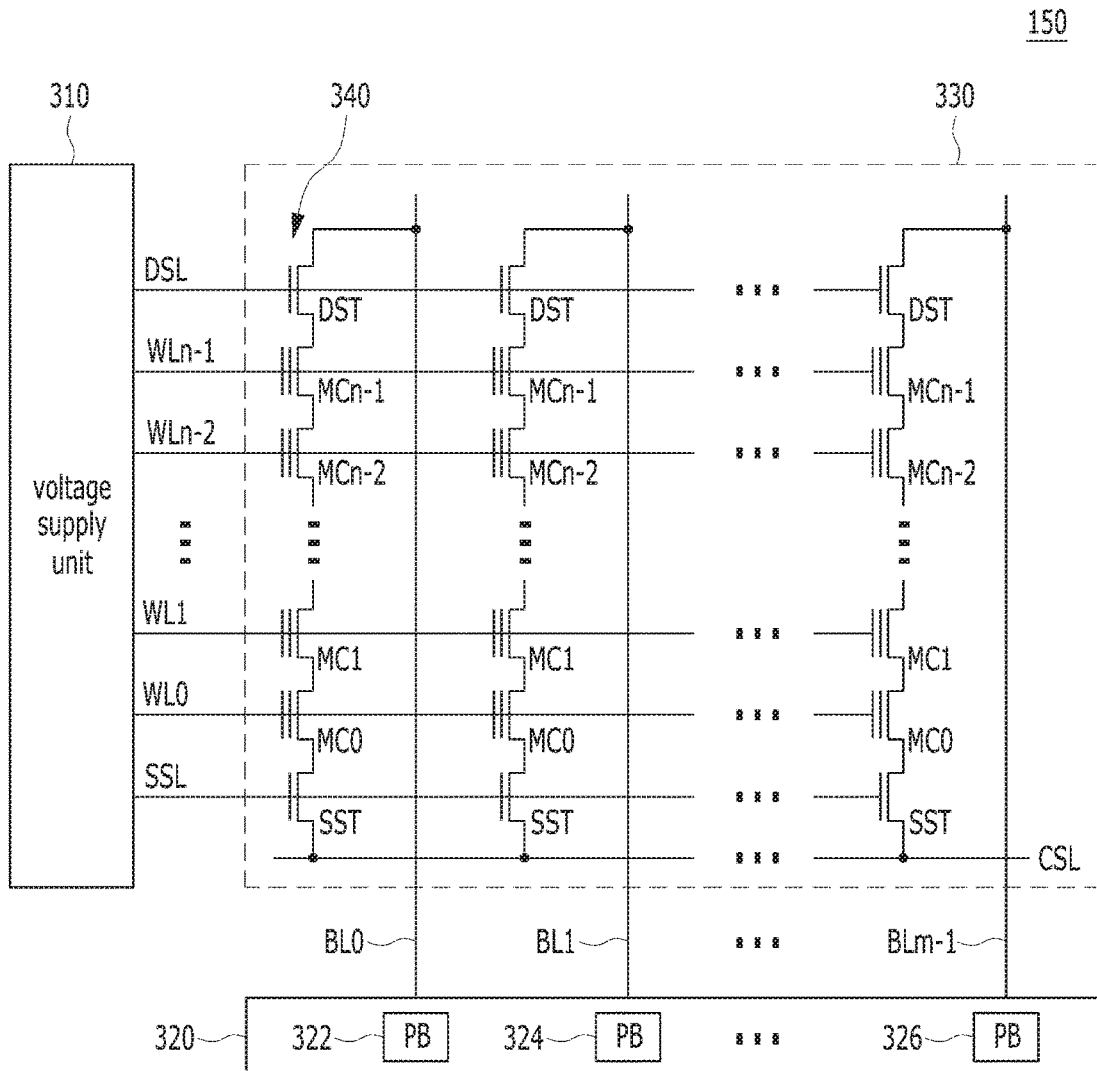 150
310
340
330
DSL
DST DST DST
WLn-1
MCn-1 MCn-1 MCn-1
WLn-2
MCn-2 MCn-2 MCn-2
voltage
supply
unit
WL1
MC1 MC1 MC1
WL0
MC0 MC0 MC0
SSL
SST SST SST
CSL
BL0 BL1 BLm-1
320 322 PB 324 PB 326 PB